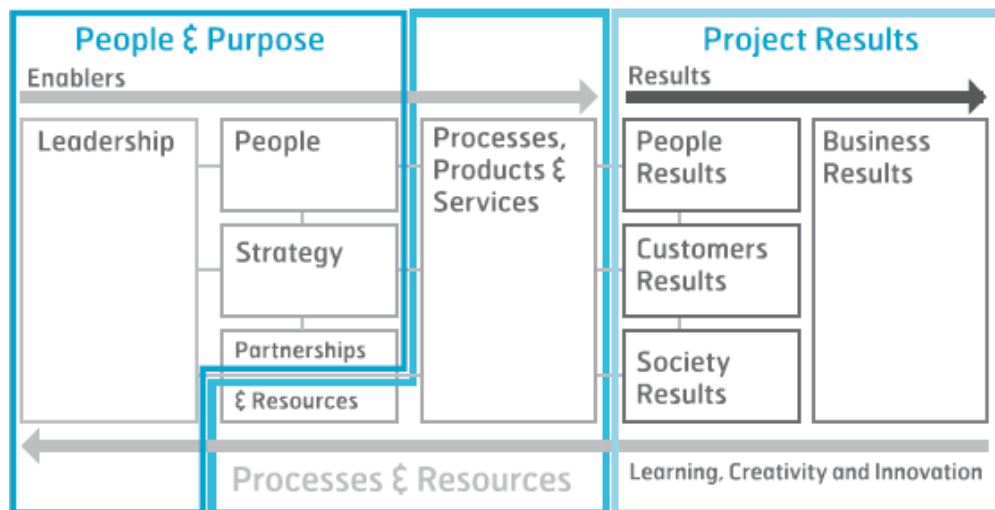 People & Purpose
Project Results
Enablers
Results
Leadership
People
Strategy
Partnerships
& Resources
Processes,
Products &
Services
People
Results
Customers
Results
Society
Results
Business
Results
Processes & Resources
Learning, Creativity and Innovation